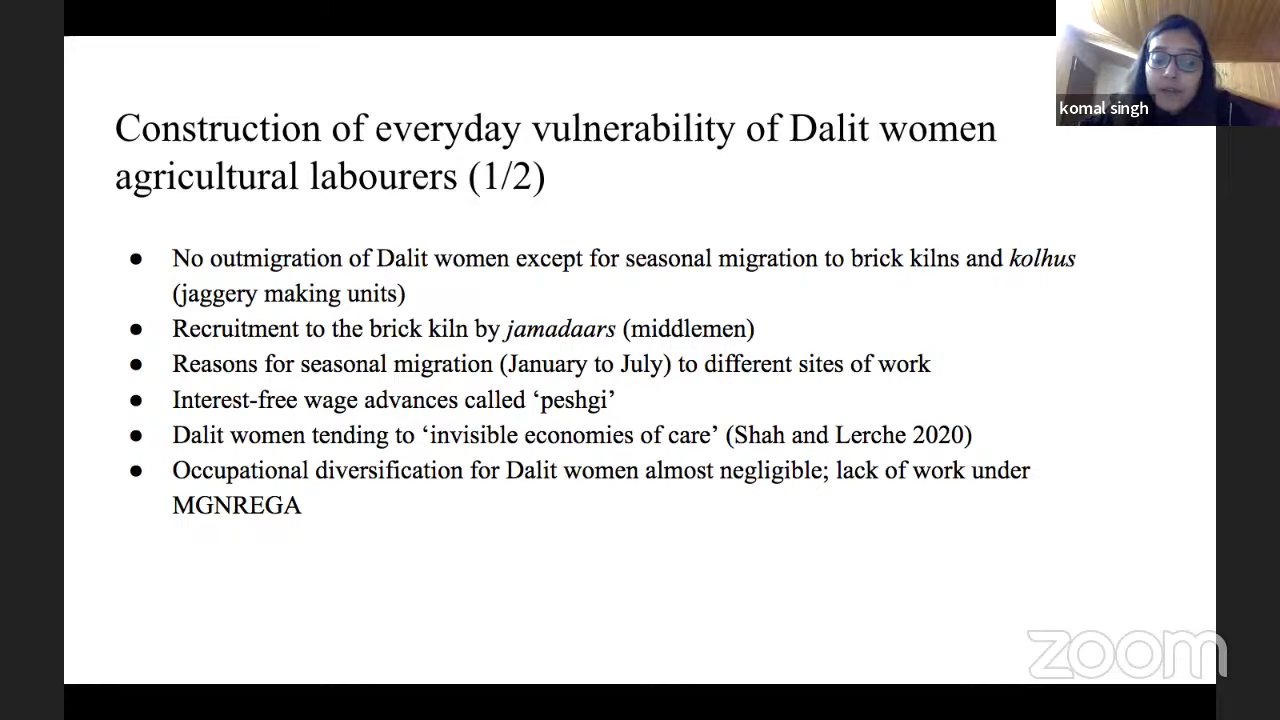 komal singh
Construction of everyday vulnerability of Dalit women
agricultural labourers (1/2)
● No outmigration of Dalit women except for seasonal migration to brick kilns and kolhus
(jaggery making units)
● Recruitment to the brick kiln by jamadaars (middlemen)
● Reasons for seasonal migration (January to July) to different sites of work
● Interest-free wage advances called ‘peshgi’
● Dalit women tending to ‘invisible economies of care’ (Shah and Lerche 2020)
● Occupational diversification for Dalit women almost negligible; lack of work under
MGNREGA
zoom